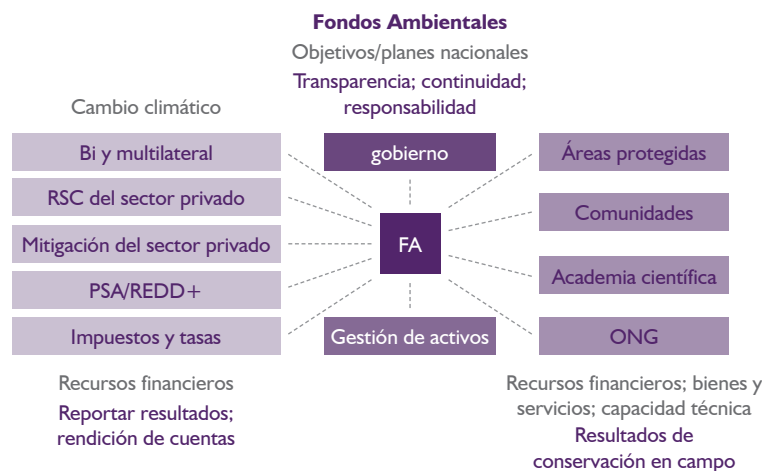 Fondos Ambientales
Objetivos/planes nacionales
Transparencia; continuidad;
responsabilidad
Cambio climático
Bi y multilateral
RSC del sector privado
Mitigación del sector privado
PSA/REDD+
Impuestos y tasas
Recursos financieros
Reportar resultados;
rendición de cuentas
gobierno
FA
Gestión de activos
Áreas protegidas
Comunidades
Academia científica
ONG
Recursos financieros; bienes y
servicios; capacidad técnica
Resultados de
conservación en campo